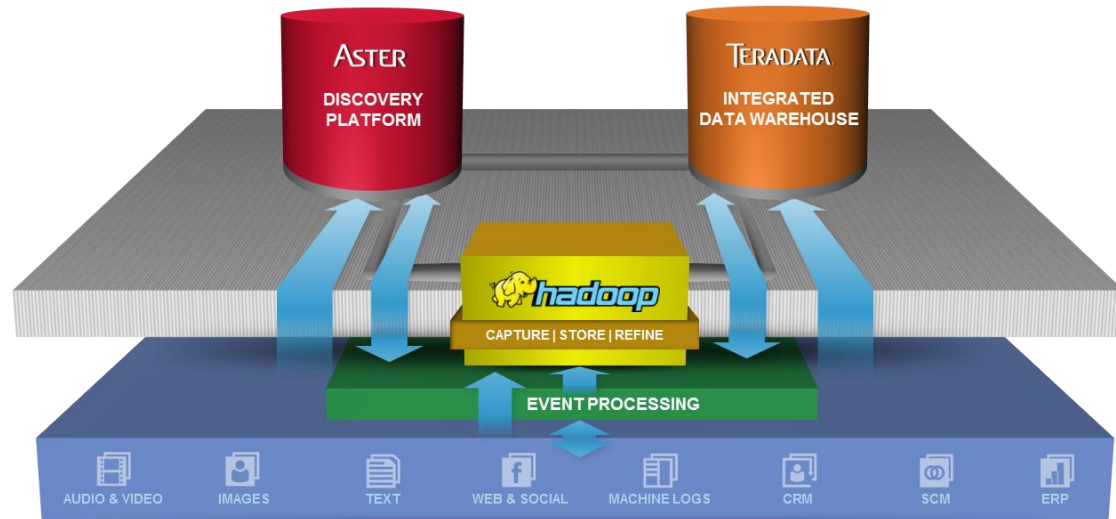 ASTER
DISCOVERY
PLATFORM
TERADATA
INTEGRATED
DATA WAREHOUSE
hadoop
CAPTURE | STORE | REFINE
EVENT PROCESSING
AUDIO & VIDEO
IMAGES
TEXT
WEB & SOCIAL
MACHINE LOGS
CRM
SCM
ERP